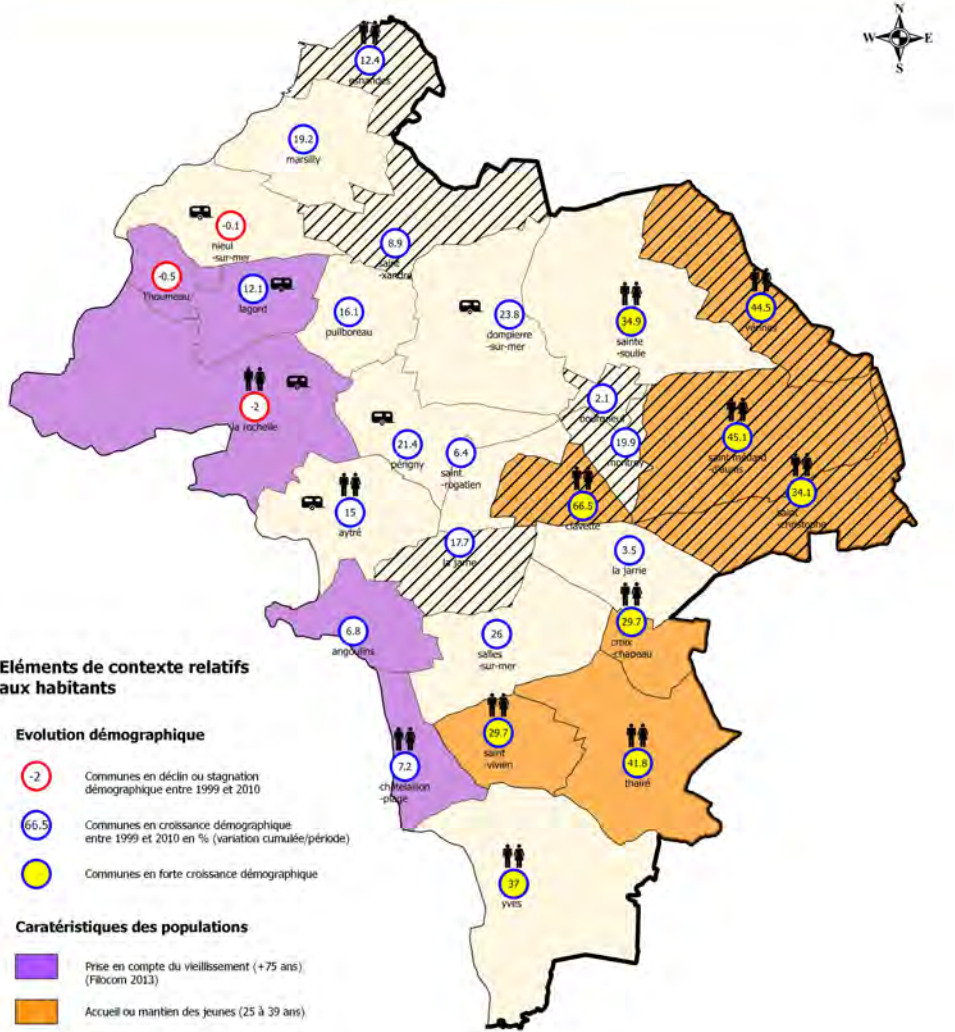 N
W E
S
12.4
esnandes
19.2
marsilly
-0.1
nieul
-sur-mer
8.9
saint
-xandre
-0.5
l'houmeau
12.1
lagord
16.1
puilboreau
23.8
dompierre
-sur-mer
34.9
sainte
-soulle
44.5
vérines
-2
la rochelle
21.4
périgny
6.4
saint
-rogatien
2.1
bourgneuf
19.9
montroy
45.1
saint-médard
-d'aunis
34.1
saint
-christophe
66.5
clavette
15
aytré
17.7
la jarne
3.5
la jarrie
29.7
croix
-chapeau
6.8
angoulins
26
salles
-sur-mer
29.7
saint
-vivien
41.8
thairé
7.2
châtelaillon
-plage
37
yves
Eléments de contexte relatifs
aux habitants
Evolution démographique
-2
Communes en déclin ou stagnation
démographique entre 1999 et 2010
66.5
Communes en croissance démographique
entre 1999 et 2010 en % (variation cumulée/période)
Communes en forte croissance démographique
Caratéristiques des populations
Prise en compte du vieillissement (+75 ans)
(Filocom 2013)
Accueil ou mantien des jeunes (25 à 39 ans)